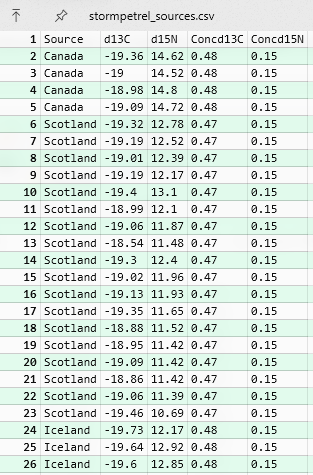 stormpetrel_sources.csv
1 Source d13C d15N Concd13C Concd15N
2 Canada -19.36 14.62 0.48 0.15
3 Canada -19 14.52 0.48 0.15
4 Canada -18.98 14.8 0.48 0.15
5 Canada -19.09 14.72 0.48 0.15
6 Scotland -19.32 12.78 0.47 0.15
7 Scotland -19.19 12.52 0.47 0.15
8 Scotland -19.01 12.39 0.47 0.15
9 Scotland -19.19 12.17 0.47 0.15
10 Scotland -19.4 13.1 0.47 0.15
11 Scotland -18.99 12.1 0.47 0.15
12 Scotland -19.06 11.87 0.47 0.15
13 Scotland -18.54 11.48 0.47 0.15
14 Scotland -19.3 12.4 0.47 0.15
15 Scotland -19.02 11.96 0.47 0.15
16 Scotland -19.13 11.93 0.47 0.15
17 Scotland -19.35 11.65 0.47 0.15
18 Scotland -18.88 11.52 0.47 0.15
19 Scotland -18.95 11.42 0.47 0.15
20 Scotland -19.09 11.42 0.47 0.15
21 Scotland -18.86 11.42 0.47 0.15
22 Scotland -19.06 11.39 0.47 0.15
23 Scotland -19.46 10.69 0.47 0.15
24 Iceland -19.73 12.17 0.48 0.15
25 Iceland -19.64 12.92 0.48 0.15
26 Iceland -19.6 12.85 0.48 0.15